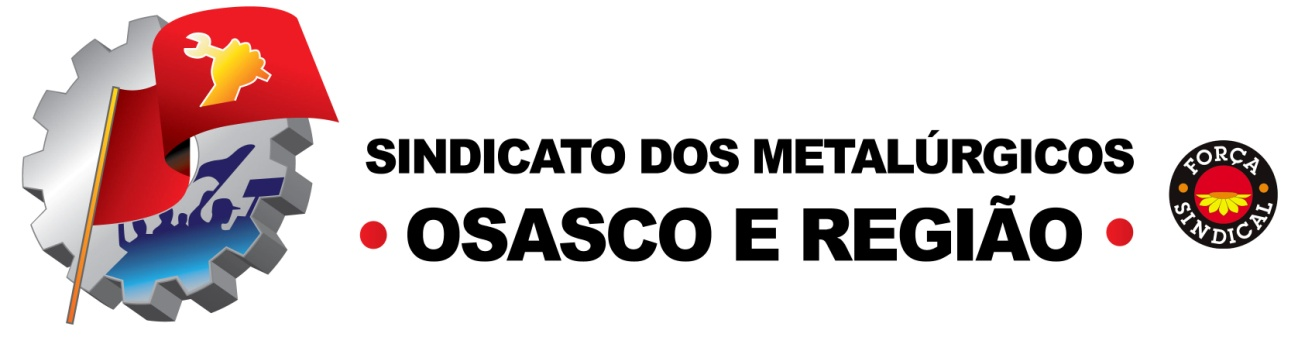 SINDICATO DOS METALÚRGICOS
• OSASCO E REGIÃO •
FORÇA
SINDICAL